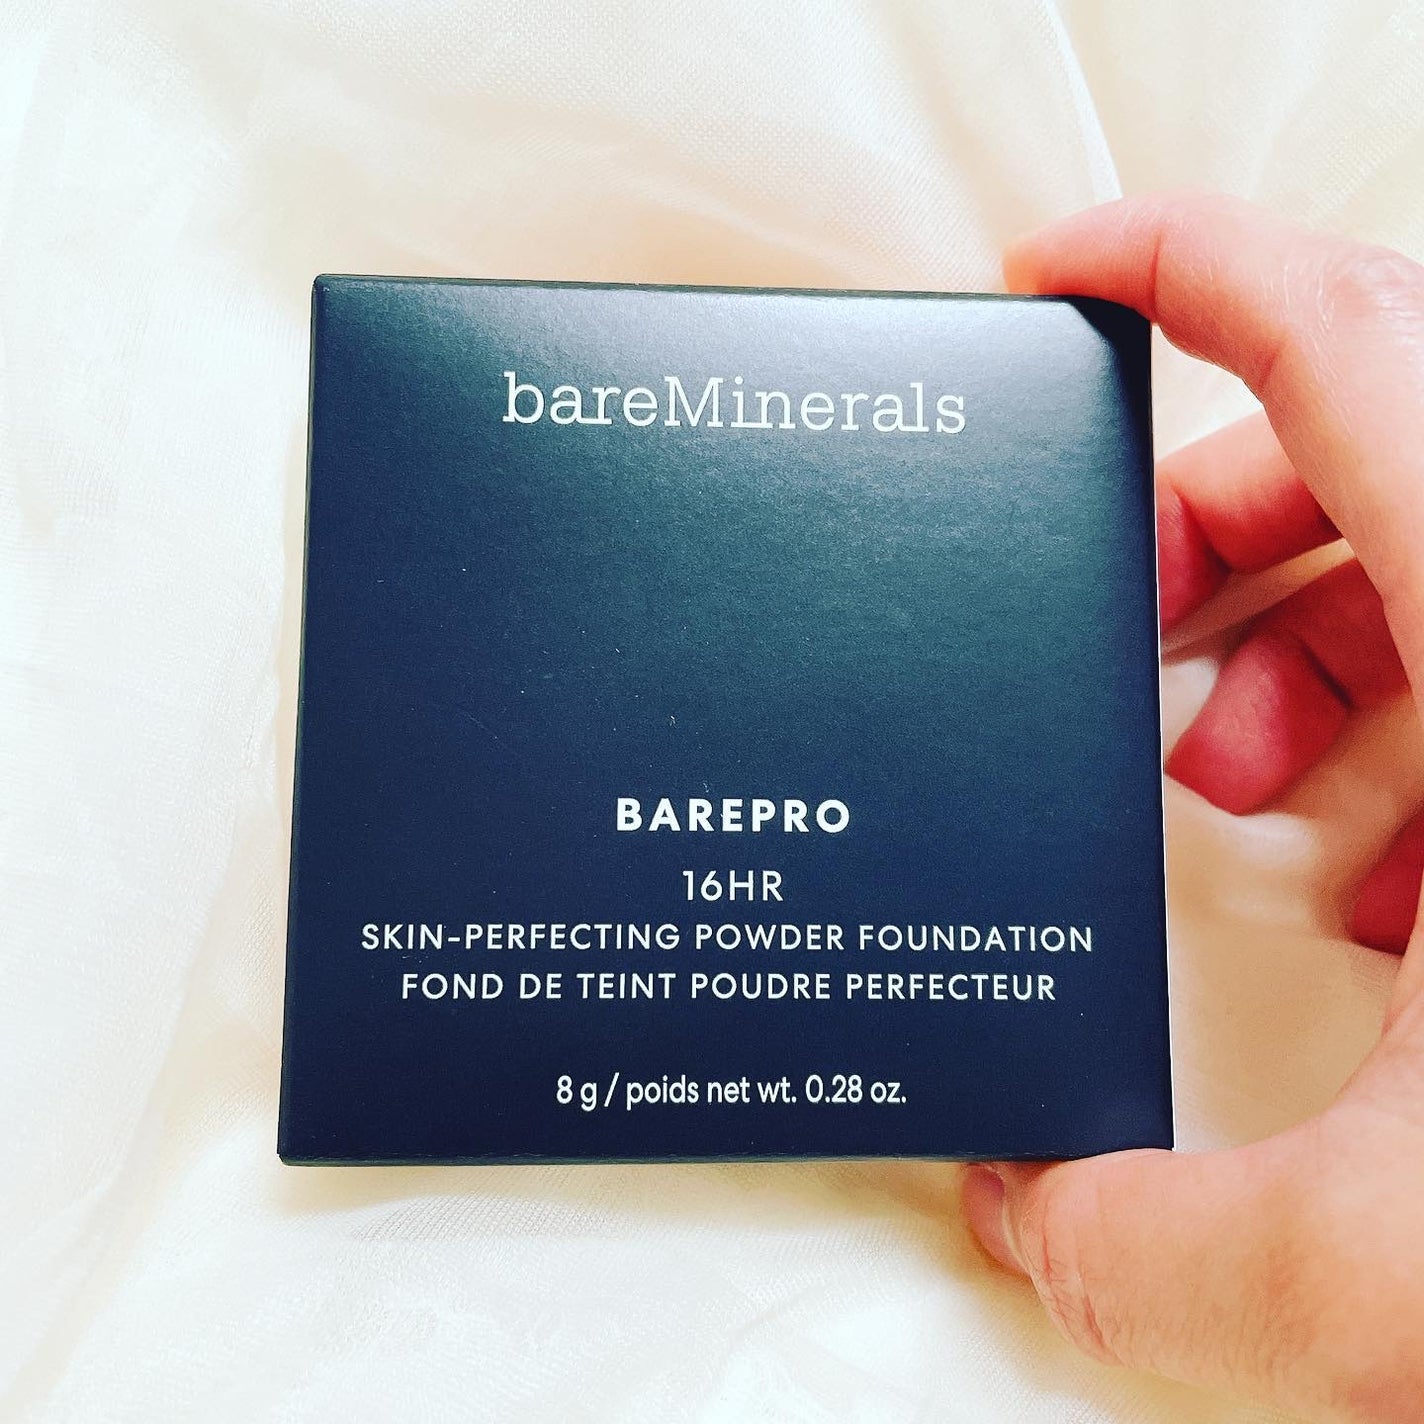 bareMinerals
BAREPRO
16HR
SKIN-PERFECTING POWDER FOUNDATION
FOND DE TEINT POUDRE PERFECTEUR
8 g / poids net wt. 0.28 oz.